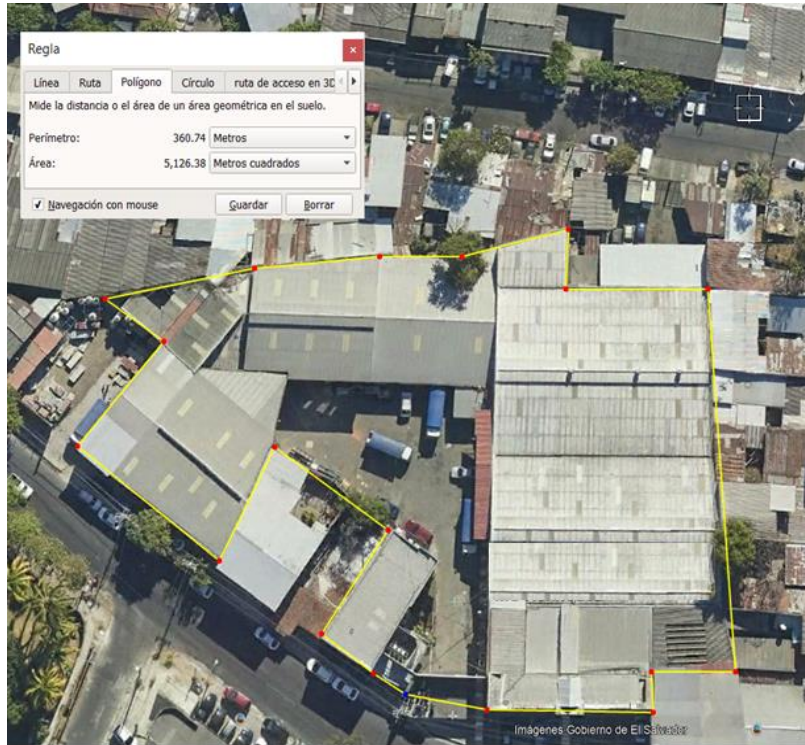 Regla
Línea Ruta Polígono Círculo ruta de acceso en 3D
Mide la distancia o el área de un área geométrica en el suelo.
Perímetro: 360.74 Metros
Área: 5,126.38 Metros cuadrados
Navegación con mouse Guardar Borrar
Imágenes Gobierno de El Salvador